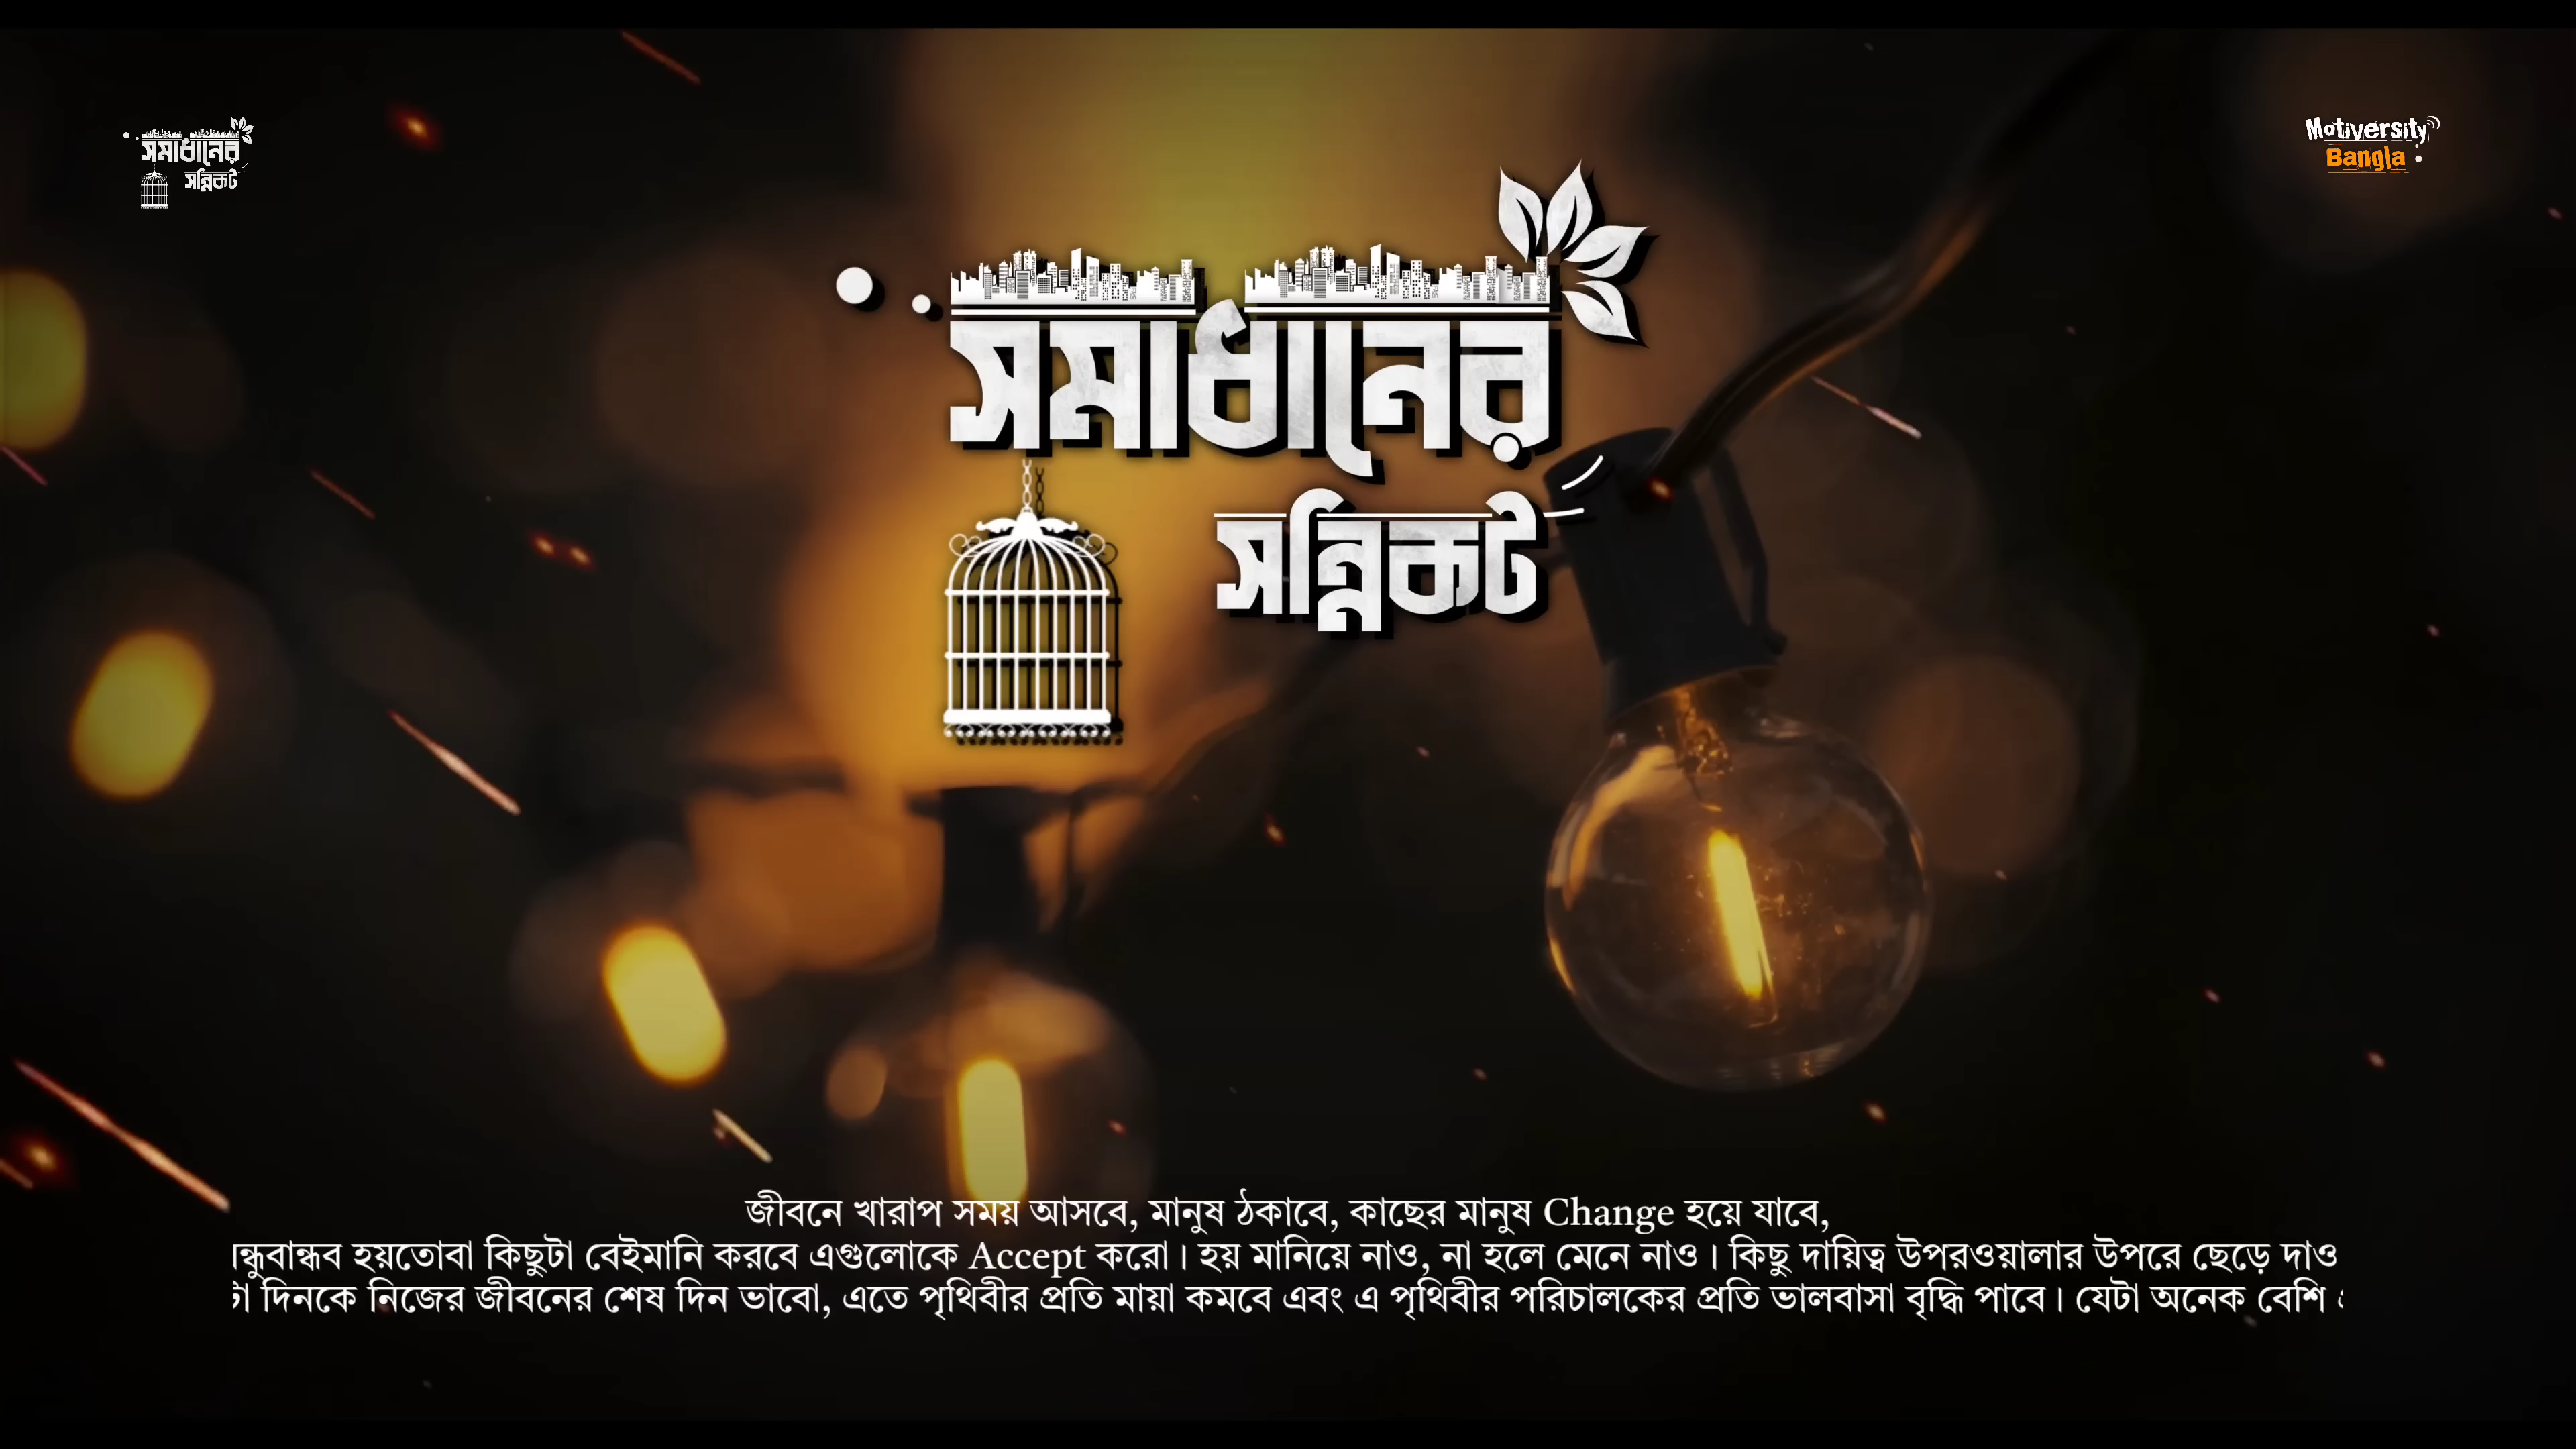 সমাধানের
সন্নিকট
Motiversity
Bangla
সমাধানের
সন্নিকট
জীবনে খারাপ সময় আসবে, মানুষ ঠকাবে, কাছের মানুষ Change হয়ে যাবে,
ন্ধুবান্ধব হয়তোবা কিছুটা বেইমানি করবে এগুলোকে Accept করো। হয় মানিয়ে নাও, না হলে মেনে নাও। কিছু দায়িত্ব উপরওয়ালার উপরে ছেড়ে দাও
দিনকে নিজের জীবনের শেষ দিন ভাবো, এতে পৃথিবীর প্রতি মায়া কমবে এবং এ পৃথিবীর পরিচালকের প্রতি ভালবাসা বৃদ্ধি পাবে। যেটা অনেক বেশি